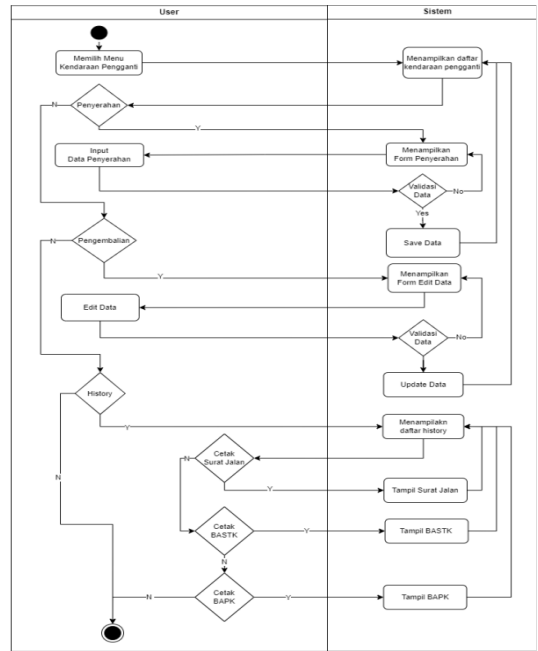 User
Sistem
Memilih Menu
Kendaraan Pengganti
Menampilkan daftar
kendaraan pengganti
N
Penyerahan
Y
Input
Data Penyerahan
Menampilkan
Form Penyerahan
Validasi
Data
No
Yes
Save Data
N
Pengembalian
Y
Menampilkan
Form Edit Data
Edit Data
Validasi
Data
No
Update Data
History
Y
Menampilakn
daftar history
N
Cetak
Surat Jalan
N
Y
Tampil Surat Jalan
Cetak
BASTK
Y
Tampil BASTK
N
Cetak
BAPK
N
Y
Tampil BAPK